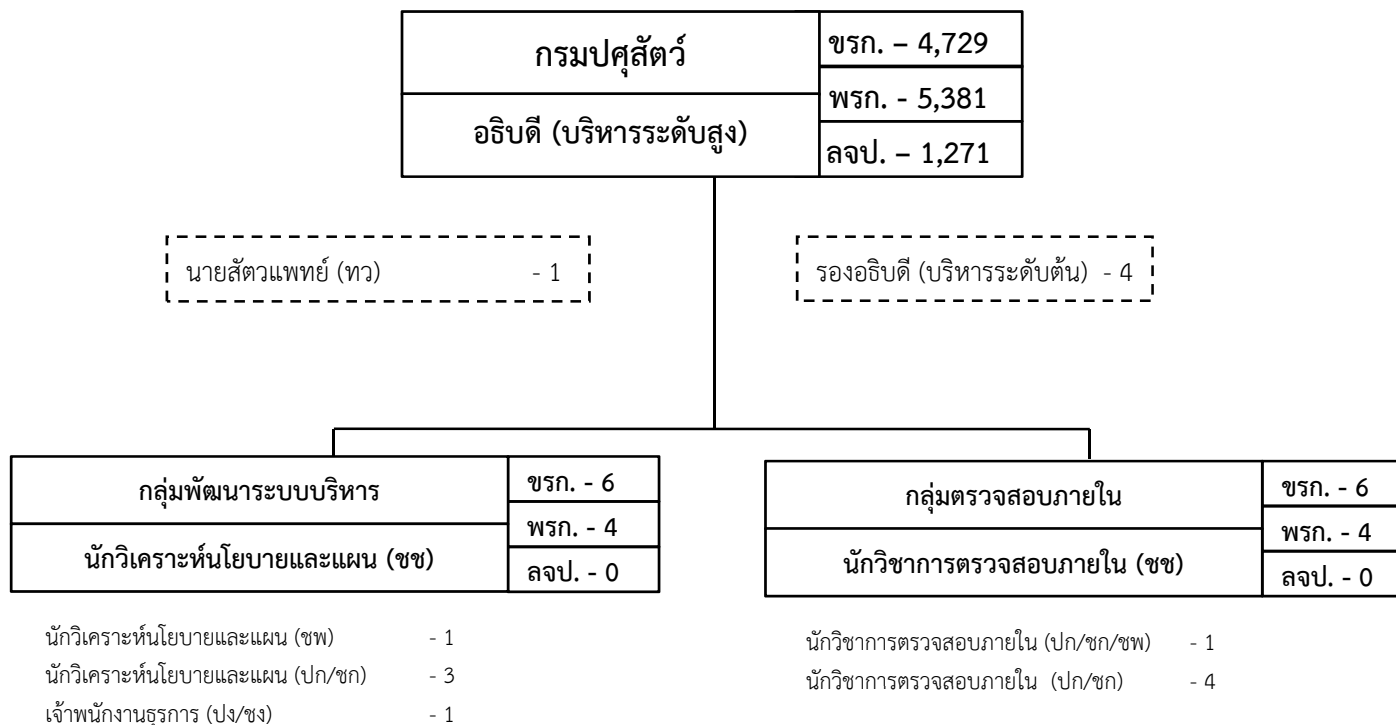 กรมปศุสัตว์
อธิบดี (บริหารระดับสูง)
ขรก. – 4,729
พรก. - 5,381
ลจป. – 1,271
นายสัตวแพทย์ (ทว) - 1
รองอธิบดี (บริหารระดับต้น) - 4
กลุ่มพัฒนาระบบบริหาร
นักวิเคราะห์นโยบายและแผน (ชช)
ขรก. - 6
พรก. - 4
ลจป. - 0
นักวิเคราะห์นโยบายและแผน (ชพ) - 1
นักวิเคราะห์นโยบายและแผน (ปก/ชก) - 3
เจ้าพนักงานธุรการ (ปง/ชง) - 1
กลุ่มตรวจสอบภายใน
นักวิชาการตรวจสอบภายใน (ชช)
ขรก. - 6
พรก. - 4
ลจป. - 0
นักวิชาการตรวจสอบภายใน (ปก/ชก/ชพ) - 1
นักวิชาการตรวจสอบภายใน (ปก/ชก) - 4